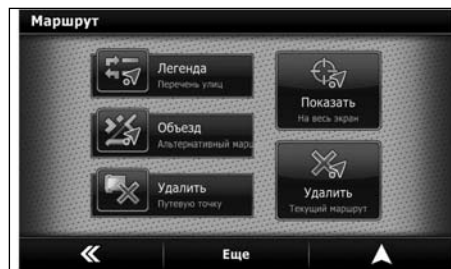 Маршрут
Легенда
Перечень улиц
Объезд
Альтернативный марш
Удалить
Путевую точку
Показать
На весь экран
Удалить
Текущий маршрут
Еще